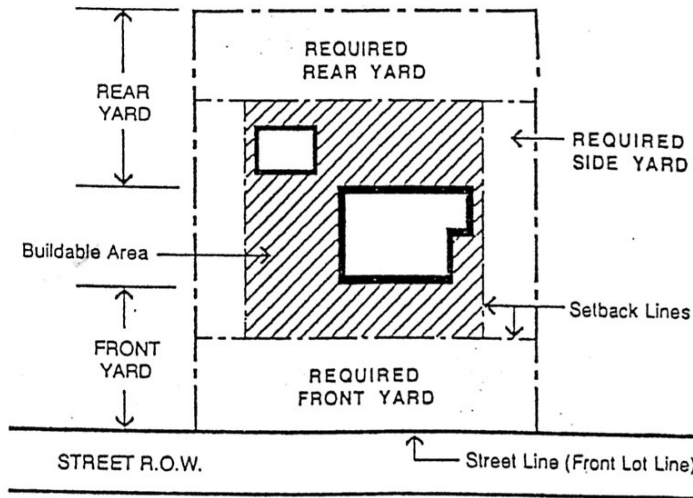 REQUIRED
REAR YARD
REAR
YARD
REQUIRED
SIDE YARD
Buildable Area
Setback Lines
FRONT
YARD
REQUIRED
FRONT YARD
STREET R.O.W.
Street Line (Front Lot Line)